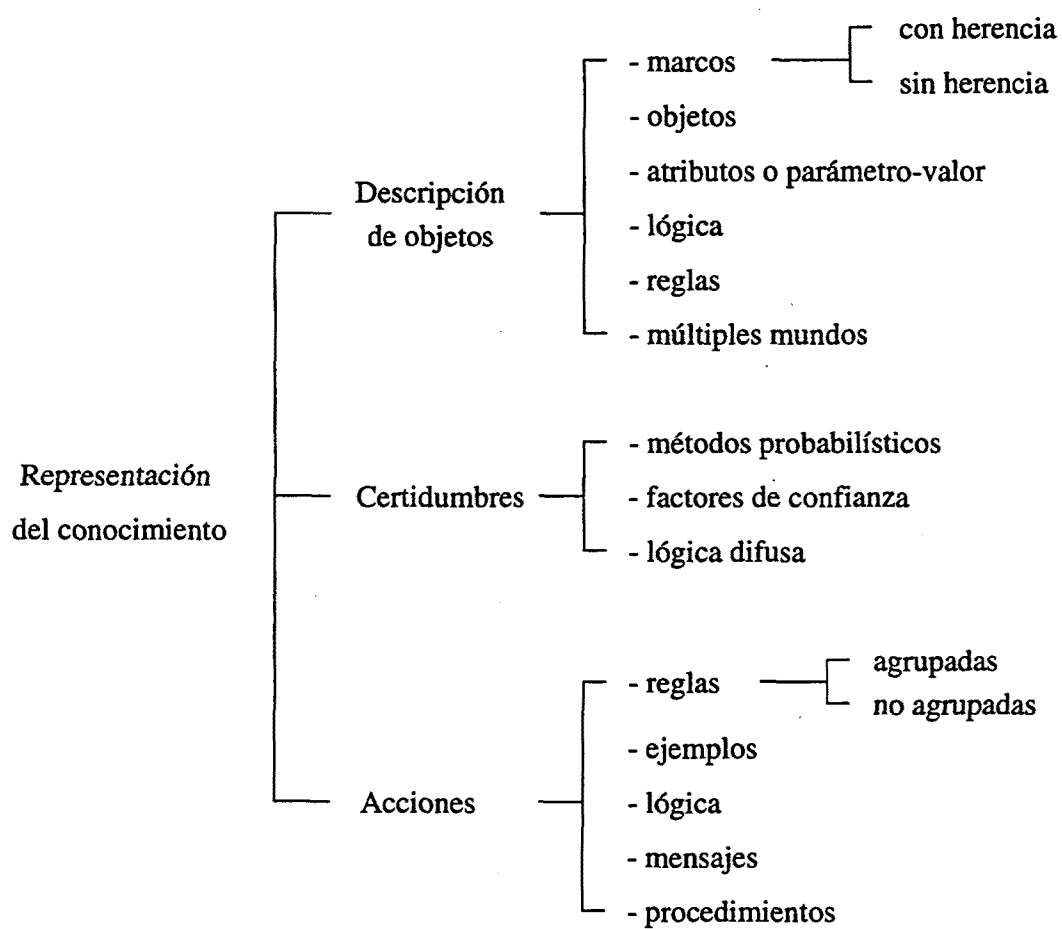 Representación
del conocimiento
Descripción
de objetos
- marcos
con herencia
sin herencia
- objetos
- atributos o parámetro-valor
- lógica
- reglas
- múltiples mundos
Certidumbres
- métodos probabilísticos
- factores de confianza
- lógica difusa
Acciones
- reglas
agrupadas
no agrupadas
- ejemplos
- lógica
- mensajes
- procedimientos